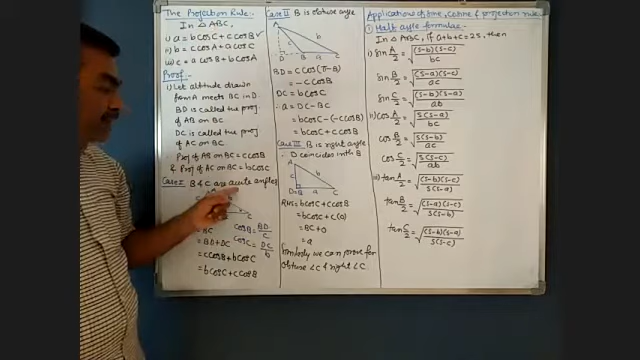 The Projection Rule:-
In △ABC,
i) a = b cosC + c cosB ✓
ii) b = c cosA + a cosC
iii) c = a cosB + b cosA
Proof:-
i) Let altitude drawn
from A meets BC in D.
BD is called the proj
of AB on BC
DC is called the proj
of AC on BC
Proj of AB on BC = c cosB
& Proj of AC on BC = b cosC
Case I B & C are acute angles
C
cosB = BD/c
cosC = DC/b
= BC
= BD + DC
= c cosB + b cosC
= b cosC + c cosB
Case II B is obtuse angle
A
c b
D B a C
BD = c cos(π-B)
= -c cosB
DC = b cosC
∴ a = DC - BC
= b cosC - (-c cosB)
= b cosC + c cosB
Case III B is right angle
∴ D coincides with B
A
c b
D=B a C
RHS = b cosC + c cosB
= b cosC + c(0)
= BC + 0
= a
Similarly we can prove for
obtuse ∠C and right ∠C.
Application of sine, cosine & projection rule
① Half angle formulae:-
In △ABC, if a+b+c = 2s, then
i) sin A/2 = √((s-b)(s-c)/bc)
sin B/2 = √((s-a)(s-c)/ac)
sin C/2 = √((s-b)(s-a)/ab)
ii) cos A/2 = √(s(s-a)/bc)
cos B/2 = √(s(s-b)/ac)
cos C/2 = √(s(s-c)/ab)
iii) tan A/2 = √((s-b)(s-c)/s(s-a))
tan B/2 = √((s-a)(s-c)/s(s-b))
tan C/2 = √((s-b)(s-a)/s(s-c))